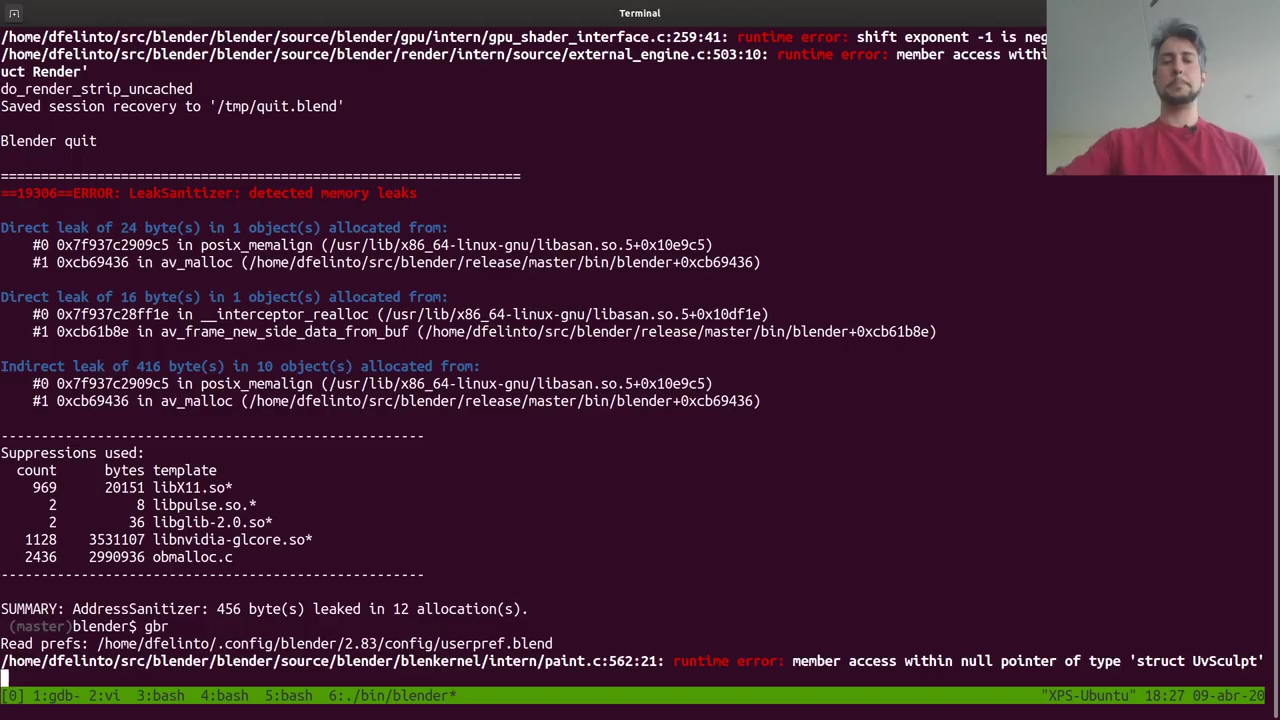 Terminal
/home/dfelinto/src/blender/blender/source/blender/gpu/intern/gpu_shader_interface.c:259:41: runtime error: shift exponent -1 is neg
/home/dfelinto/src/blender/blender/source/blender/render/intern/source/external_engine.c:503:10: runtime error: member access withi
uct Render'
do_render_strip_uncached
Saved session recovery to '/tmp/quit.blend'
Blender quit
=================================================================
==19306==ERROR: LeakSanitizer: detected memory leaks
Direct leak of 24 byte(s) in 1 object(s) allocated from:
#0 0x7f937c2909c5 in posix_memalign (/usr/lib/x86_64-linux-gnu/libasan.so.5+0x10e9c5)
#1 0xcb69436 in av_malloc (/home/dfelinto/src/blender/release/master/bin/blender+0xcb69436)
Direct leak of 16 byte(s) in 1 object(s) allocated from:
#0 0x7f937c28ff1e in __interceptor_realloc (/usr/lib/x86_64-linux-gnu/libasan.so.5+0x10df1e)
#1 0xcb61b8e in av_frame_new_side_data_from_buf (/home/dfelinto/src/blender/release/master/bin/blender+0xcb61b8e)
Indirect leak of 416 byte(s) in 10 object(s) allocated from:
#0 0x7f937c2909c5 in posix_memalign (/usr/lib/x86_64-linux-gnu/libasan.so.5+0x10e9c5)
#1 0xcb69436 in av_malloc (/home/dfelinto/src/blender/release/master/bin/blender+0xcb69436)
-----------------------------------------------------
Suppressions used:
count bytes template
969 20151 libX11.so*
2 8 libpulse.so.*
2 36 libglib-2.0.so*
1128 3531107 libnvidia-glcore.so*
2436 2990936 obmalloc.c
-----------------------------------------------------
SUMMARY: AddressSanitizer: 456 byte(s) leaked in 12 allocation(s).
(master)blender$ gbr
Read prefs: /home/dfelinto/.config/blender/2.83/config/userpref.blend
/home/dfelinto/src/blender/blender/source/blender/blenkernel/intern/paint.c:562:21: runtime error: member access within null pointer of type 'struct UvSculpt'
[0] 1:gdb- 2:vi 3:bash 4:bash 5:bash 6:./bin/blender* "XPS-Ubuntu" 18:27 09-abr-20